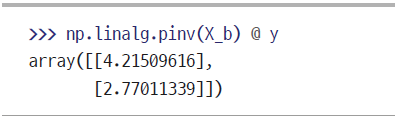 >>> np.linalg.pinv(X_b) @ y
array([[4.21509616],
       [2.77011339]])